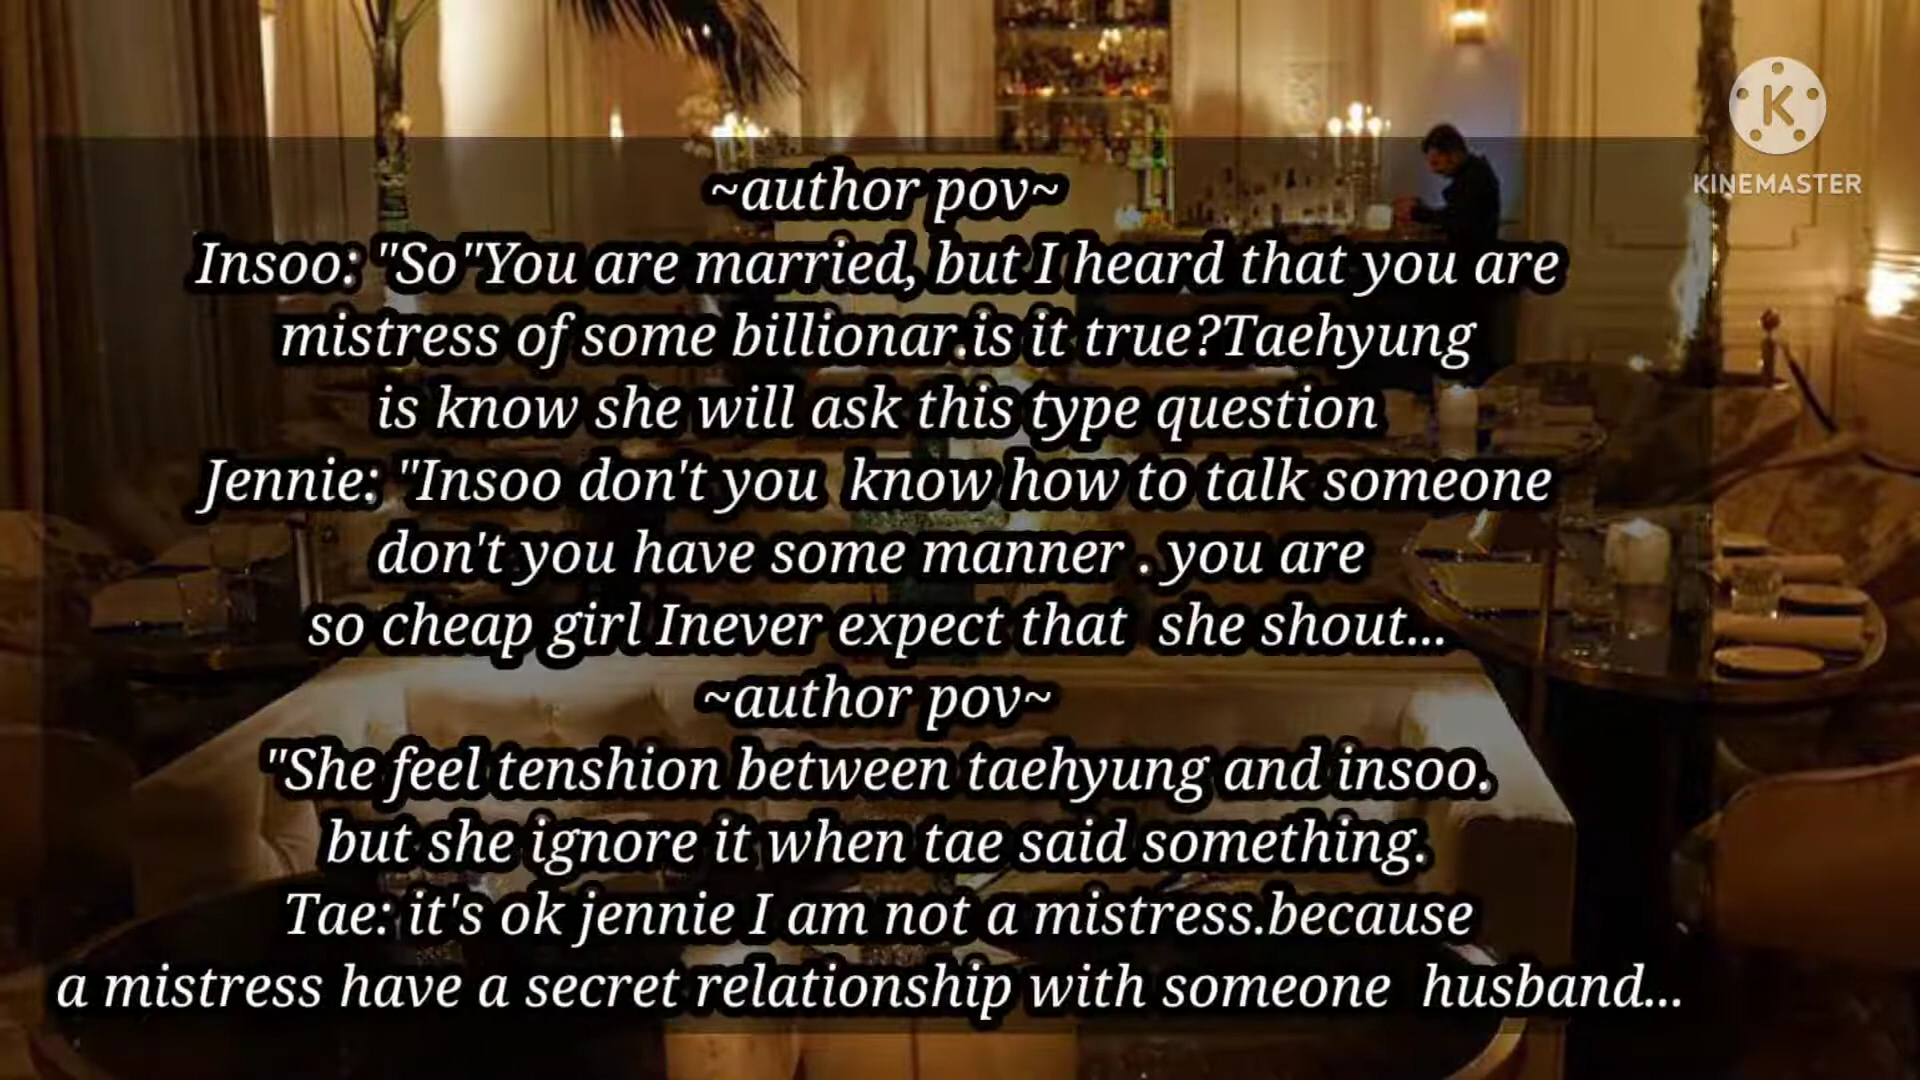 K
KINEMASTER
~author pov~
Insoo: "So"You are married, but I heard that you are
mistress of some billionar.is it true?Taehyung
is know she will ask this type question
Jennie: "Insoo don't you  know how to talk someone
don't you have some manner . you are
so cheap girl Inever expect that  she shout...
~author pov~
"She feel tenshion between taehyung and insoo.
but she ignore it when tae said something.
Tae: it's ok jennie I am not a mistress.because
a mistress have a secret relationship with someone  husband...